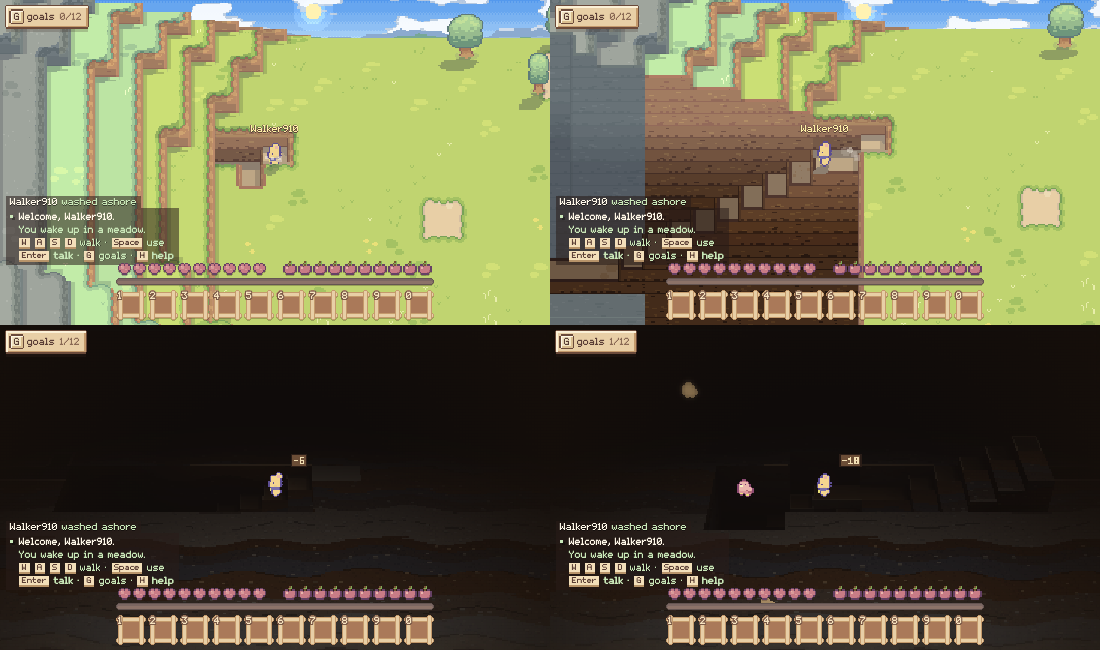 G goals 0/12
Walker910
Walker910 washed ashore
• Welcome, Walker910.
You wake up in a meadow.
W A S D walk · Space use
Enter talk · G goals · H help
1 2 3 4 5 6 7 8 9 0
G goals 0/12
Walker910
Walker910 washed ashore
• Welcome, Walker910.
You wake up in a meadow.
W A S D walk · Space use
Enter talk · G goals · H help
1 2 3 4 5 6 7 8 9 0
G goals 1/12
-6
Walker910 washed ashore
• Welcome, Walker910.
You wake up in a meadow.
W A S D walk · Space use
Enter talk · G goals · H help
1 2 3 4 5 6 7 8 9 0
G goals 1/12
-18
Walker910 washed ashore
• Welcome, Walker910.
You wake up in a meadow.
W A S D walk · Space use
Enter talk · G goals · H help
1 2 3 4 5 6 7 8 9 0